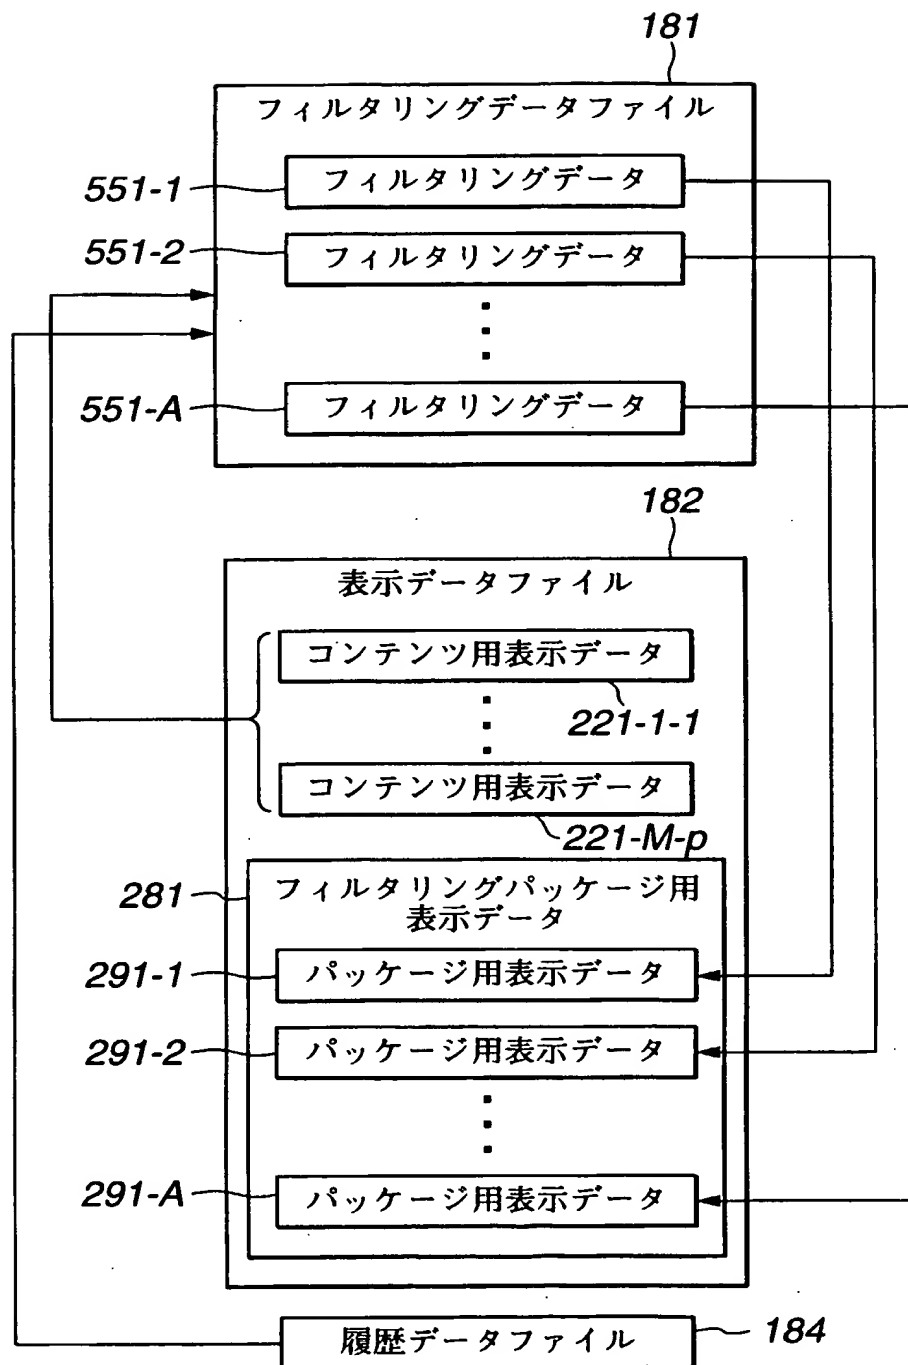 181
フィルタリングデータファイル
551-1
フィルタリングデータ
551-2
フィルタリングデータ
551-A
フィルタリングデータ
182
表示データファイル
コンテンツ用表示データ
221-1-1
コンテンツ用表示データ
221-M-p
281
フィルタリングパッケージ用
表示データ
291-1
パッケージ用表示データ
291-2
パッケージ用表示データ
291-A
パッケージ用表示データ
履歴データファイル
184